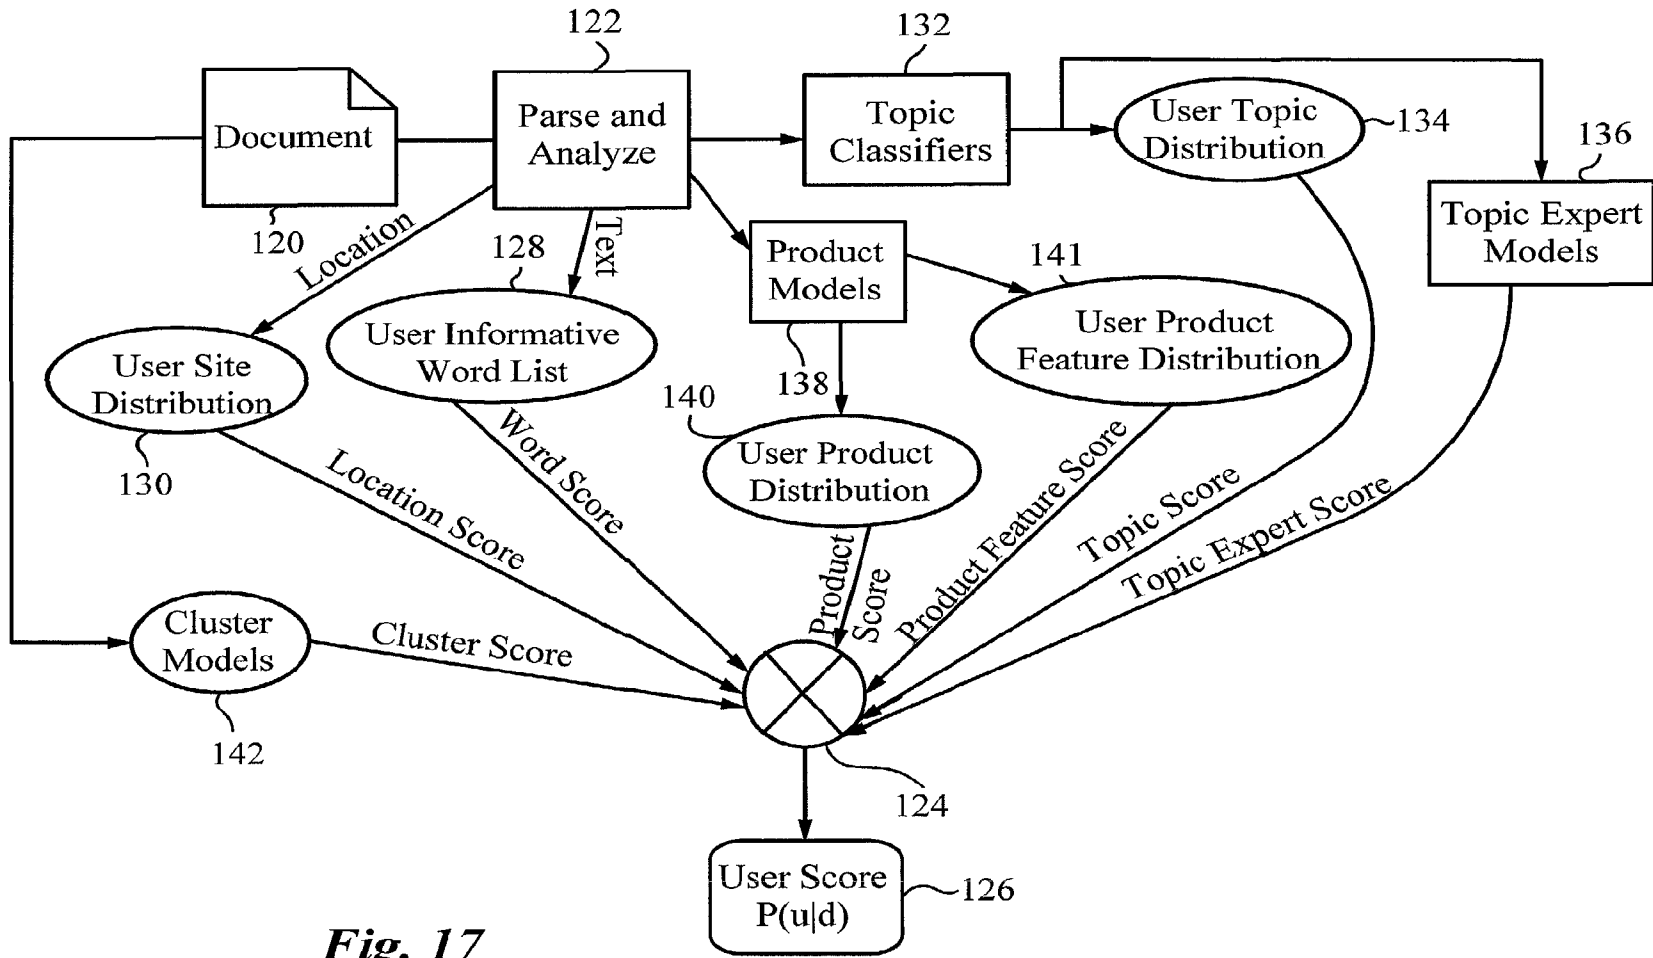 122
132
Document
Parse and
Analyze
Topic
Classifiers
User Topic
Distribution
134
136
120
Location
Text
128
Product
Models
141
Topic Expert
Models
User Site
Distribution
User Informative
Word List
138
User Product
Feature Distribution
130
140
User Product
Distribution
Location Score
Word Score
Product
Score
Product Feature Score
Topic Score
Topic Expert Score
Cluster
Models
Cluster Score
142
124
User Score
P(u|d)
126
Fig. 17